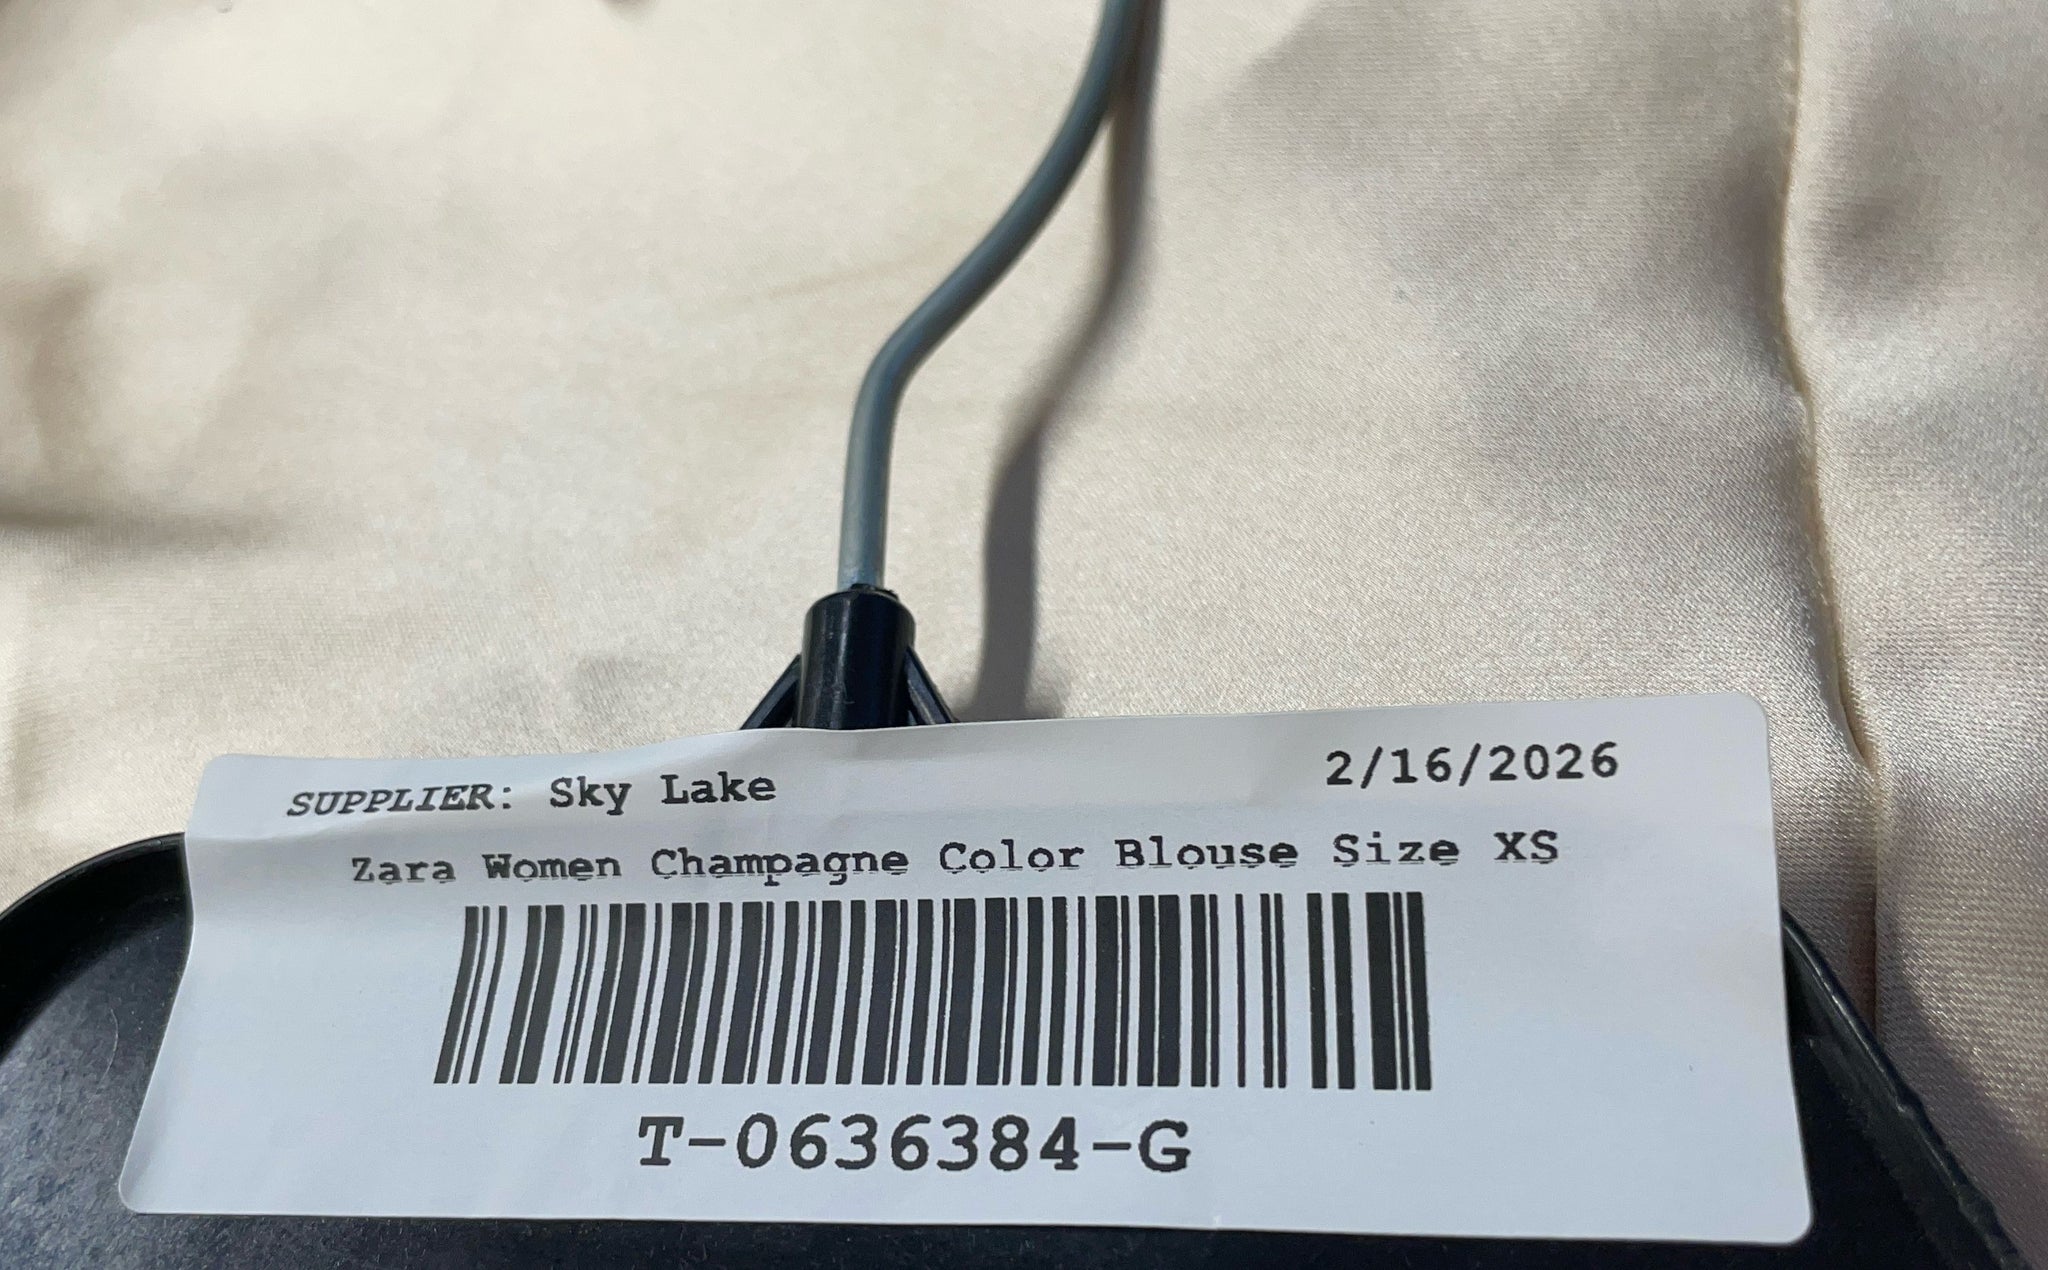 SUPPLIER: Sky Lake 2/16/2026
Zara Women Champagne Color Blouse Size XS
T-0636384-G